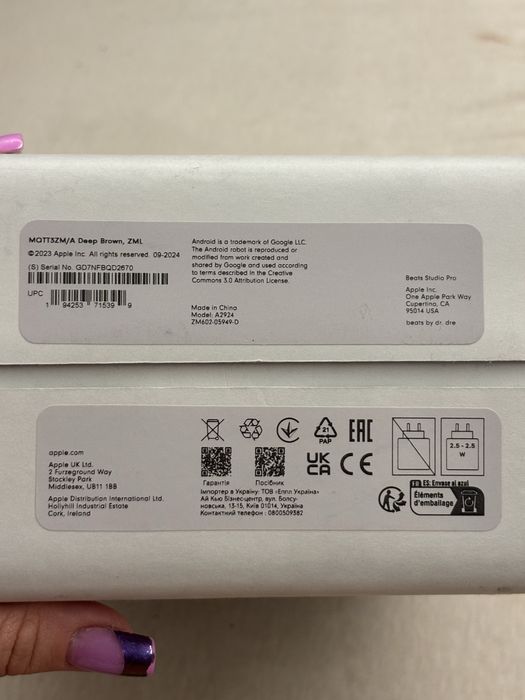 MQTT3ZM/A Deep Brown, ZML
©2023 Apple Inc. All rights reserved. 09-2024
(S) Serial No. GD7NFBQD2670
UPC
1 94253 71539 9
Android is a trademark of Google LLC.
The Android robot is reproduced or
modified from work created and
shared by Google and used according
to terms described in the Creative
Commons 3.0 Attribution License.
Made in China
Model: A2924
ZM602-05949-D
Beats Studio Pro
Apple Inc.
One Apple Park Way
Cupertino, CA
95014 USA
beats by dr. dre
apple.com
Apple UK Ltd.
2 Furzeground Way
Stockley Park
Middlesex, UB11 1BB
Apple Distribution International Ltd.
Hollyhill Industrial Estate
Cork, Ireland
21
PAP
EAC
Гарантія
Посібник
UK
CA
CE
Імпортер в Україну: ТОВ «Еппл Україна»
Ай Кью Бізнес-центр, вул. Болсу-
новська, 13-15, Київ 01014, Україна
Контактний телефон : 0800509382
2.5 - 2.5
W
FR ES: Envase al azul
Éléments
d'emballage